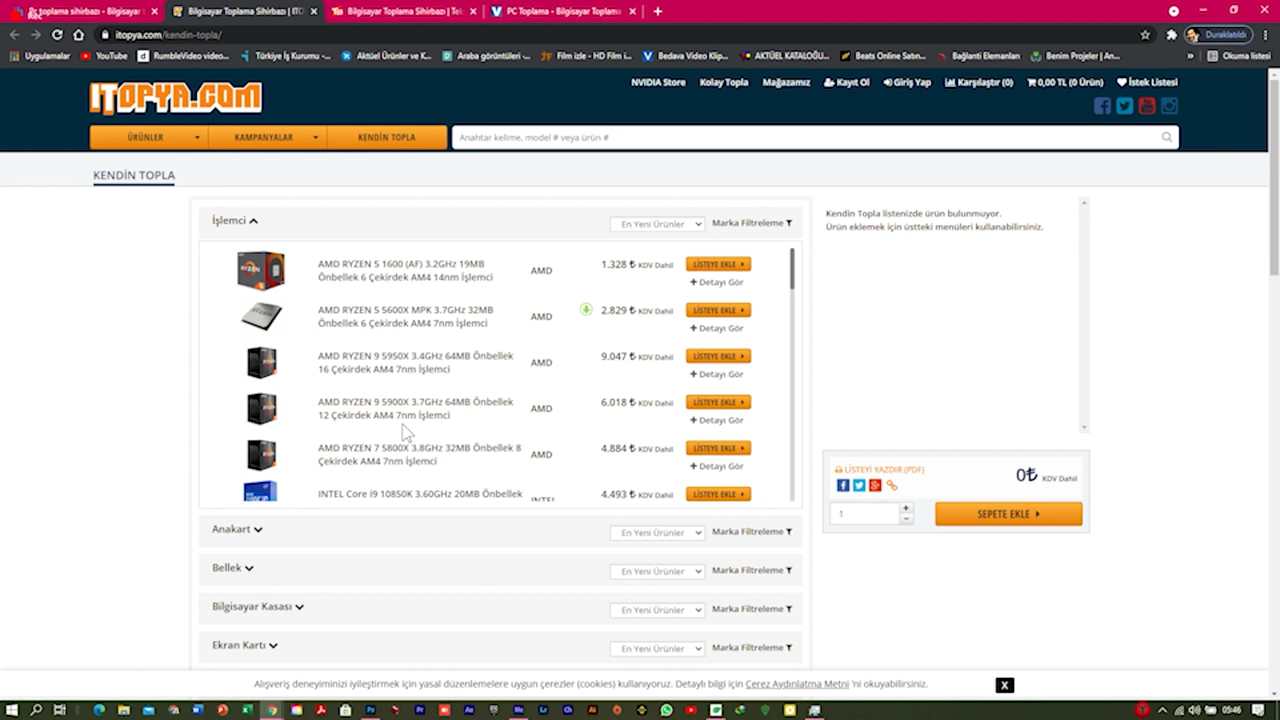 Pc toplama sihirbazı - Bilgisayar
Bilgisayar Toplama Sihirbazı | ITO
Bilgisayar Toplama Sihirbazı | Tek
PC Toplama - Bilgisayar Toplama
itopya.com/kendin-topla/
Duraklatıldı
Uygulamalar
YouTube
RumbleVideo video...
Türkiye İş Kurumu -...
Aktüel Ürünler ve K...
Araba görüntüleri ...
Film izle - HD Film i...
Bedava Video Klip...
AKTÜEL KATALOĞU...
Beats Online Satın...
Bağlanti Elemanları
Benim Projeler | An...
Okuma listesi
ITOPYA.COM
NVIDIA Store
Kolay Topla
Mağazamız
Kayıt Ol
Giriş Yap
Karşılaştır (0)
0,00 TL (0 Ürün)
İstek Listesi
ÜRÜNLER
KAMPANYALAR
KENDİN TOPLA
Anahtar kelime, model # veya ürün #
KENDİN TOPLA
İşlemci
En Yeni Ürünler
Marka Filtreleme
AMD RYZEN 5 1600 (AF) 3.2GHz 19MB
Önbellek 6 Çekirdek AM4 14nm İşlemci
AMD
1.328 ₺ KDV Dahil
LİSTEYE EKLE
+ Detayı Gör
AMD RYZEN 5 5600X MPK 3.7GHz 32MB
Önbellek 6 Çekirdek AM4 7nm İşlemci
AMD
2.829 ₺ KDV Dahil
LİSTEYE EKLE
+ Detayı Gör
AMD RYZEN 9 5950X 3.4GHz 64MB Önbellek
16 Çekirdek AM4 7nm İşlemci
AMD
9.047 ₺ KDV Dahil
LİSTEYE EKLE
+ Detayı Gör
AMD RYZEN 9 5900X 3.7GHz 64MB Önbellek
12 Çekirdek AM4 7nm İşlemci
AMD
6.018 ₺ KDV Dahil
LİSTEYE EKLE
+ Detayı Gör
AMD RYZEN 7 5800X 3.8GHz 32MB Önbellek 8
Çekirdek AM4 7nm İşlemci
AMD
4.884 ₺ KDV Dahil
LİSTEYE EKLE
+ Detayı Gör
INTEL Core i9 10850K 3.60GHz 20MB Önbellek
INTEL
4.493 ₺ KDV Dahil
LİSTEYE EKLE
Kendin Topla listenizde ürün bulunmuyor.
Ürün eklemek için üstteki menüleri kullanabilirsiniz.
LİSTEYİ YAZDIR (PDF)
0₺ KDV Dahil
1
SEPETE EKLE
Anakart
En Yeni Ürünler
Marka Filtreleme
Bellek
En Yeni Ürünler
Marka Filtreleme
Bilgisayar Kasası
En Yeni Ürünler
Marka Filtreleme
Ekran Kartı
En Yeni Ürünler
Marka Filtreleme
Alışveriş deneyiminizi iyileştirmek için yasal düzenlemelere uygun çerezler (cookies) kullanıyoruz. Detaylı bilgi için Çerez Aydınlatma Metni 'ni okuyabilirsiniz.
X
05:46